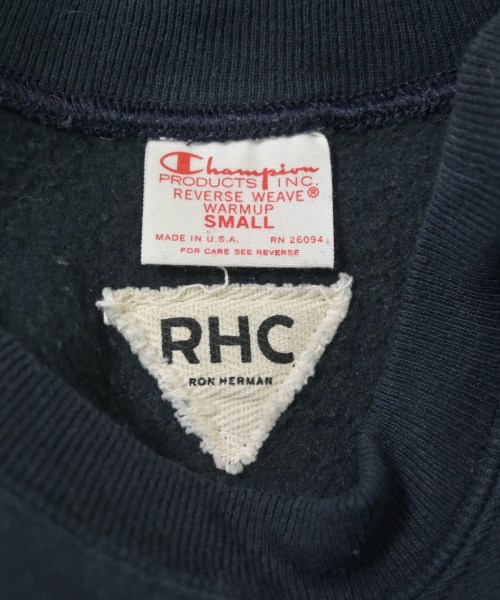 Champion
PRODUCTS INC.
REVERSE WEAVE®
WARMUP
SMALL
MADE IN U.S.A. RN 26094
FOR CARE SEE REVERSE
RHC
RON HERMAN